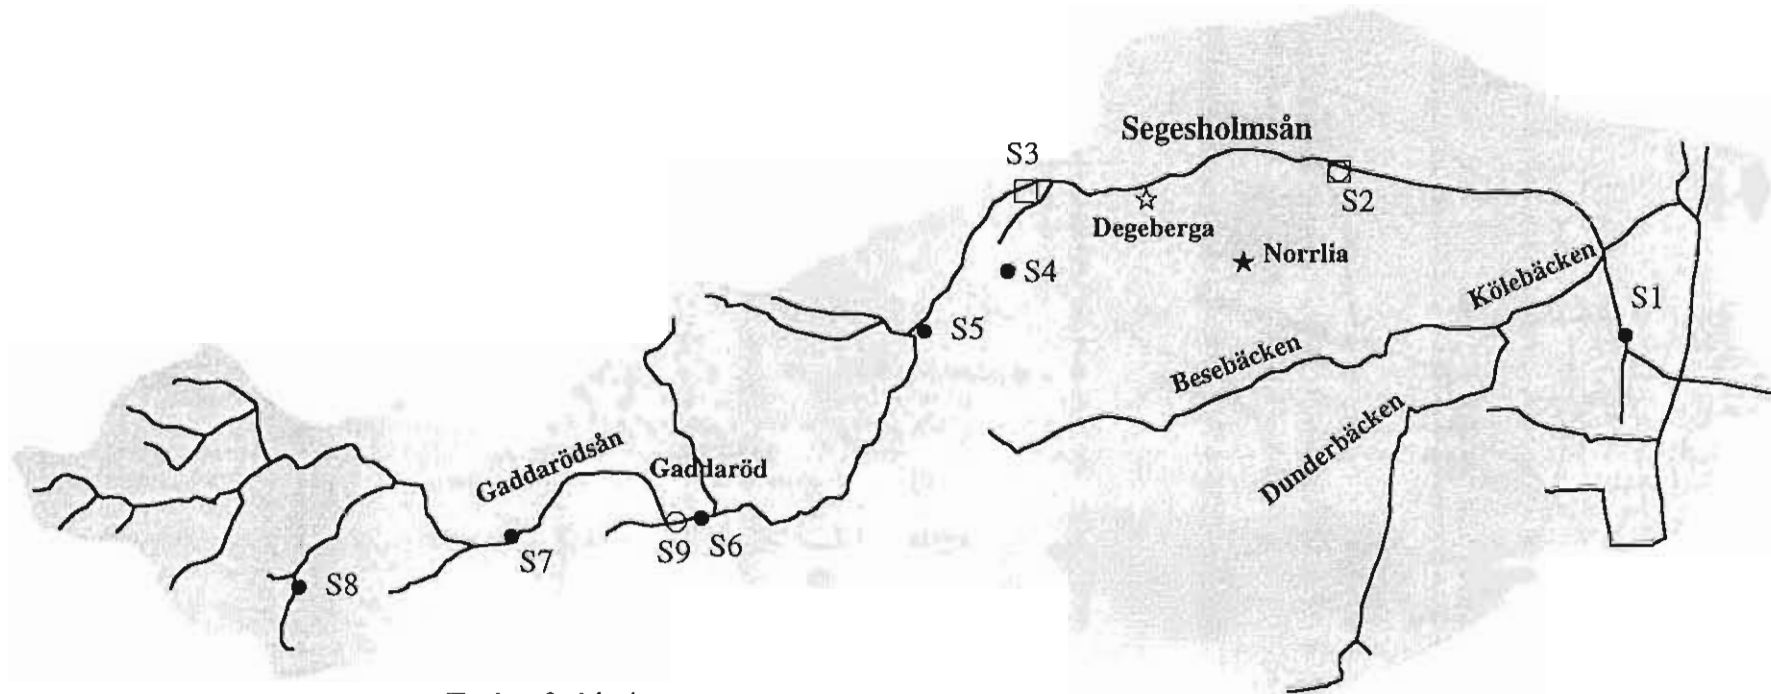 Segesholmsån
S3
S2
Degeberga
Norrlia
S4
Kölebäcken
S1
S5
Besebäcken
Dunderbäcken
Gaddarödsån
Gaddaröd
S9
S6
S7
S8